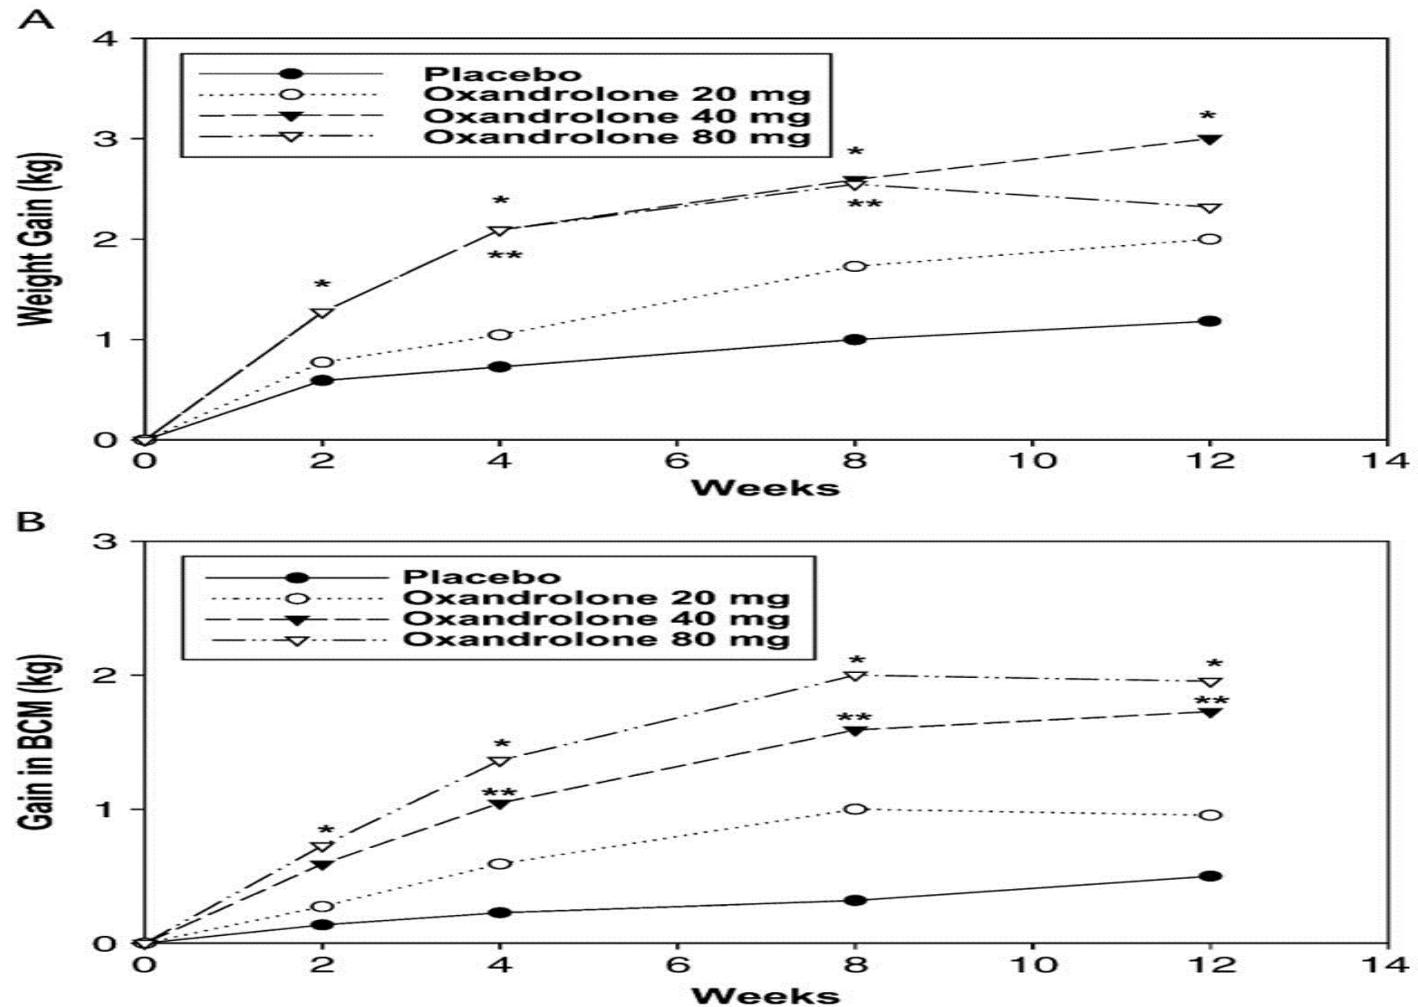 A
4
3
2
1
0
Weight Gain (kg)
Placebo
Oxandrolone 20 mg
Oxandrolone 40 mg
Oxandrolone 80 mg
*
*
**
*
**
*
0 2 4 6 8 10 12 14
Weeks
B
3
2
1
0
Gain in BCM (kg)
Placebo
Oxandrolone 20 mg
Oxandrolone 40 mg
Oxandrolone 80 mg
*
*
**
*
**
*
**
0 2 4 6 8 10 12 14
Weeks